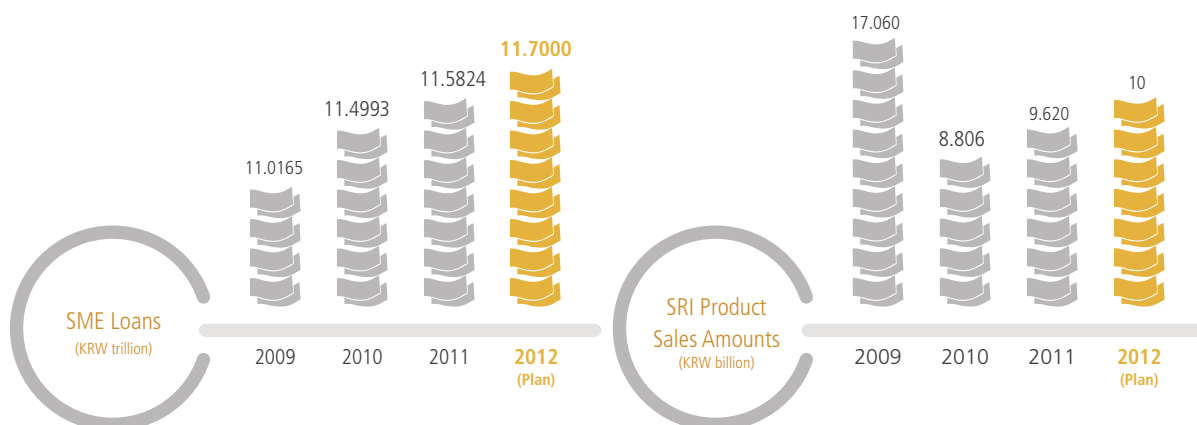 SME Loans
(KRW trillion)
11.0165
11.4993
11.5824
11.7000
2009
2010
2011
2012
(Plan)
SRI Product
Sales Amounts
(KRW billion)
17.060
8.806
9.620
10
2009
2010
2011
2012
(Plan)